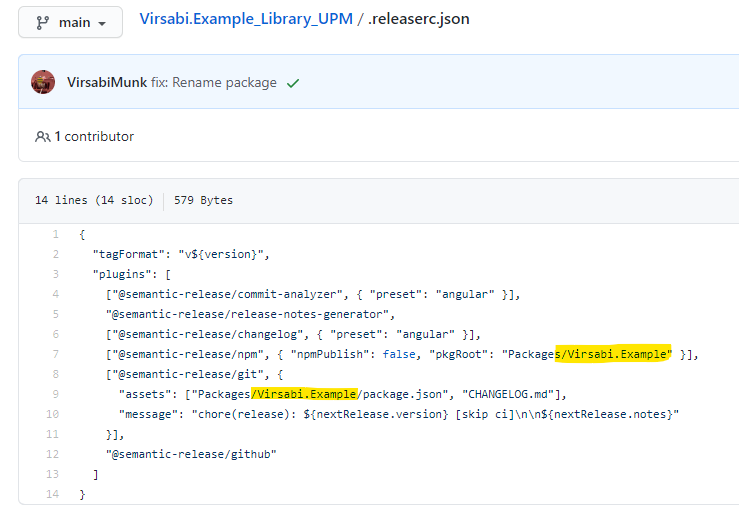 main Virsabi.Example_Library_UPM / .releaserc.json
VirsabiMunk fix: Rename package
1 contributor
14 lines (14 sloc) 579 Bytes
1 {
2 "tagFormat": "v${version}",
3 "plugins": [
4 ["@semantic-release/commit-analyzer", { "preset": "angular" }],
5 "@semantic-release/release-notes-generator",
6 ["@semantic-release/changelog", { "preset": "angular" }],
7 ["@semantic-release/npm", { "npmPublish": false, "pkgRoot": "Packages/Virsabi.Example" }],
8 ["@semantic-release/git", {
9 "assets": ["Packages/Virsabi.Example/package.json", "CHANGELOG.md"],
10 "message": "chore(release): ${nextRelease.version} [skip ci]\n\n${nextRelease.notes}"
11 }],
12 "@semantic-release/github"
13 ]
14 }